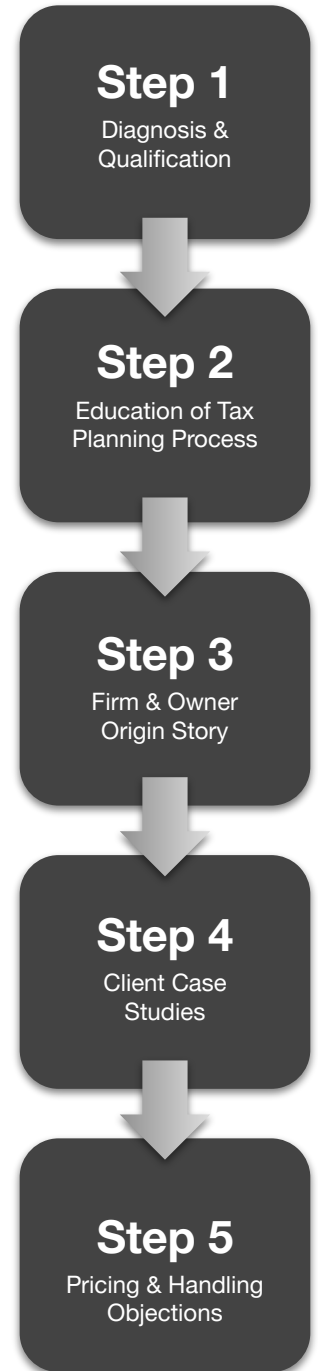 Step 1
Diagnosis &
Qualification
Step 2
Education of Tax
Planning Process
Step 3
Firm & Owner
Origin Story
Step 4
Client Case
Studies
Step 5
Pricing & Handling
Objections